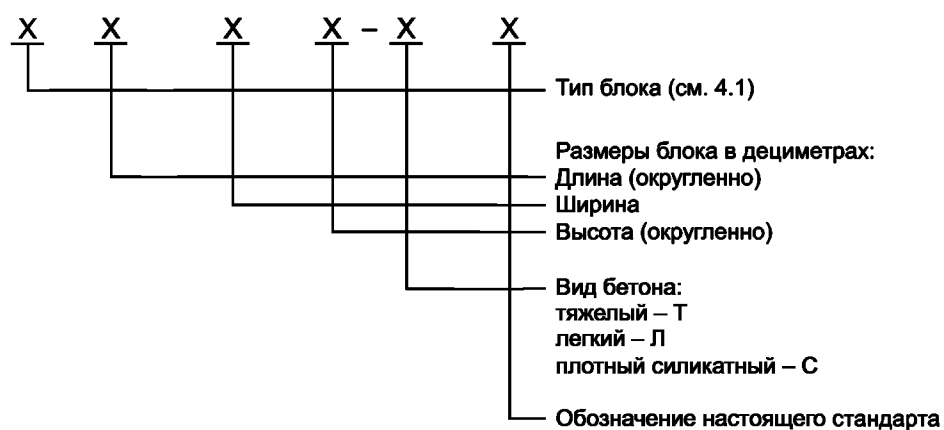 X X X X – X X
Тип блока (см. 4.1)
Размеры блока в дециметрах:
Длина (округленно)
Ширина
Высота (округленно)
Вид бетона:
тяжелый – Т
легкий – Л
плотный силикатный – С
Обозначение настоящего стандарта